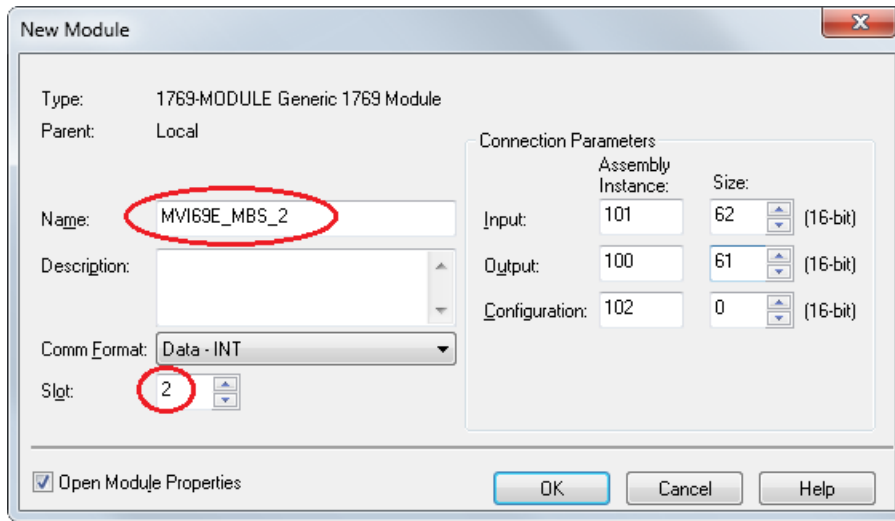 New Module
Type: 1769-MODULE Generic 1769 Module
Parent: Local
Name: MVI69E_MBS_2
Description:
Comm Format: Data - INT
Slot: 2
Connection Parameters
Assembly Instance: Size:
Input: 101 62 (16-bit)
Output: 100 61 (16-bit)
Configuration: 102 0 (16-bit)
Open Module Properties
OK Cancel Help